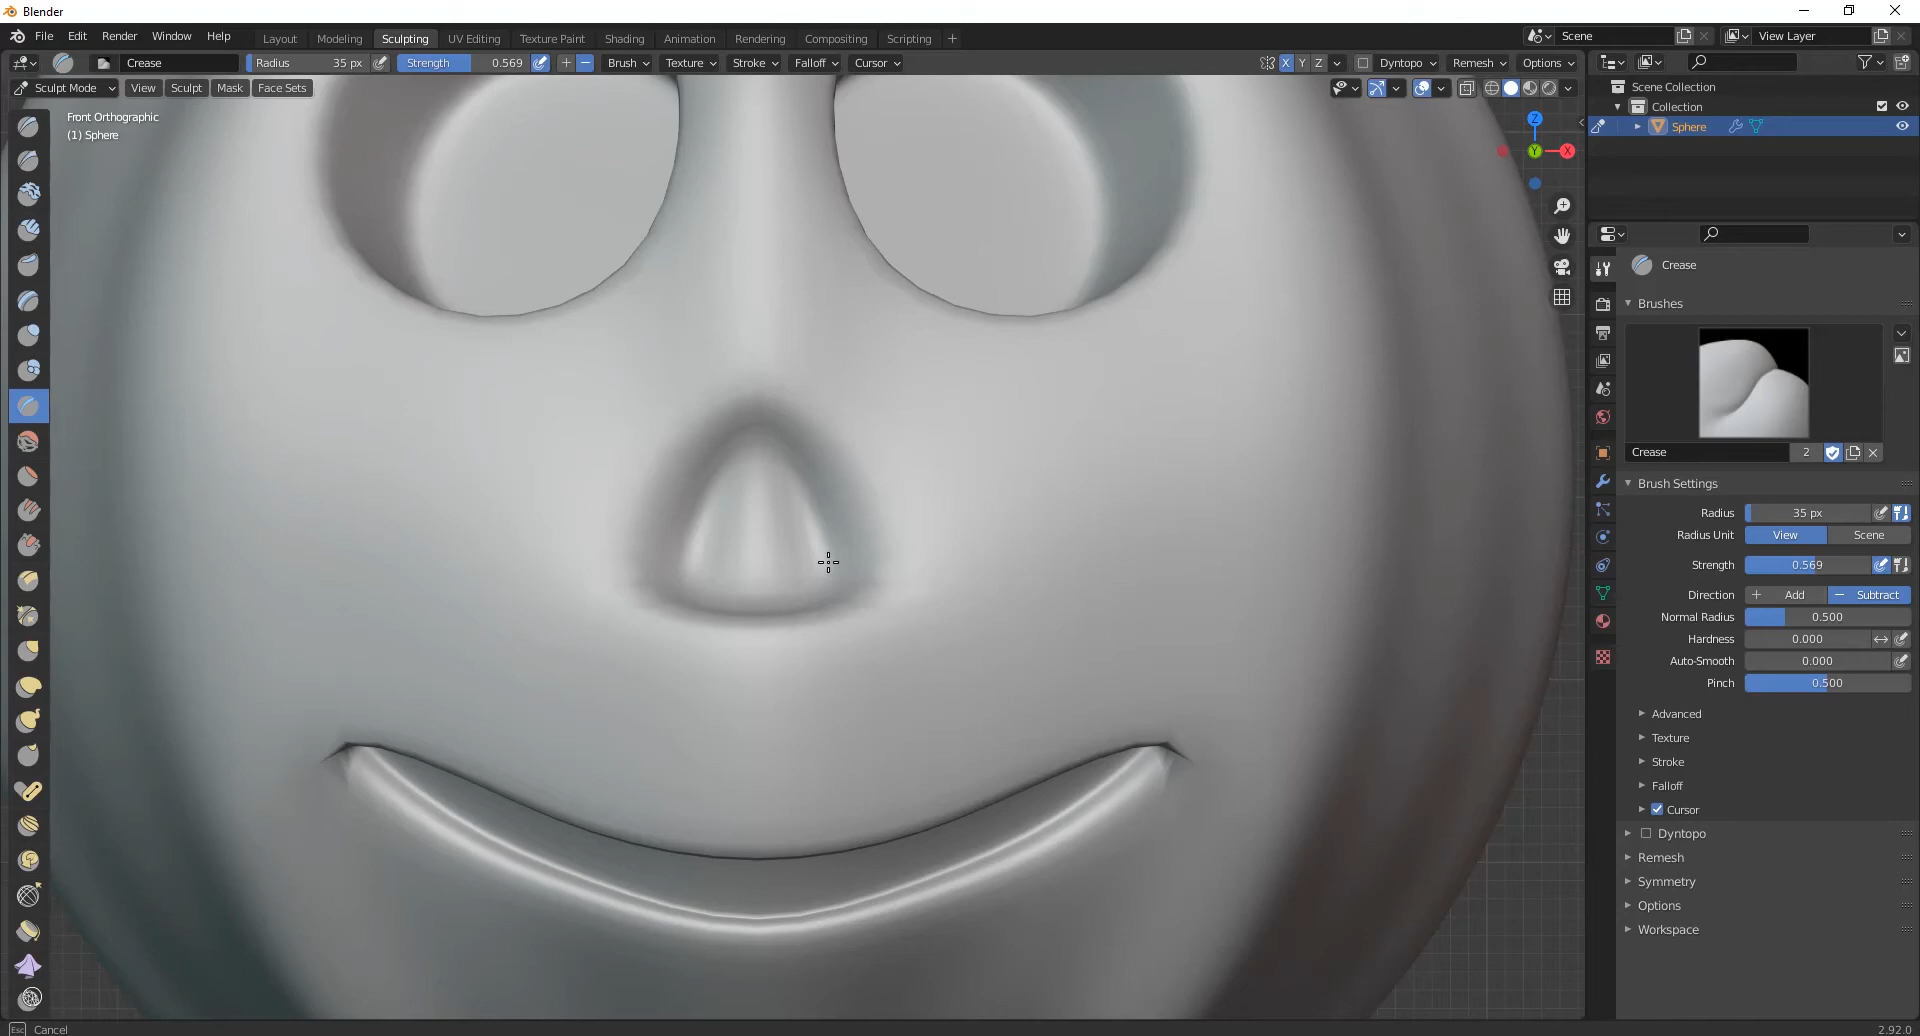 Blender
File Edit Render Window Help Layout Modeling Sculpting UV Editing Texture Paint Shading Animation Rendering Compositing Scripting + Scene View Layer
Crease Radius 35 px Strength 0.569 + − Brush Texture Stroke Falloff Cursor X Y Z Dyntopo Remesh Options
Sculpt Mode View Sculpt Mask Face Sets
Scene Collection
Collection
Sphere
Front Orthographic
(1) Sphere
Z
Y
X
Crease
Brushes
Crease 2
Brush Settings
Radius 35 px
Radius Unit View Scene
Strength 0.569
Direction + Add − Subtract
Normal Radius 0.500
Hardness 0.000
Auto-Smooth 0.000
Pinch 0.500
Advanced
Texture
Stroke
Falloff
Cursor
Dyntopo
Remesh
Symmetry
Options
Workspace
Esc Cancel
2.92.0